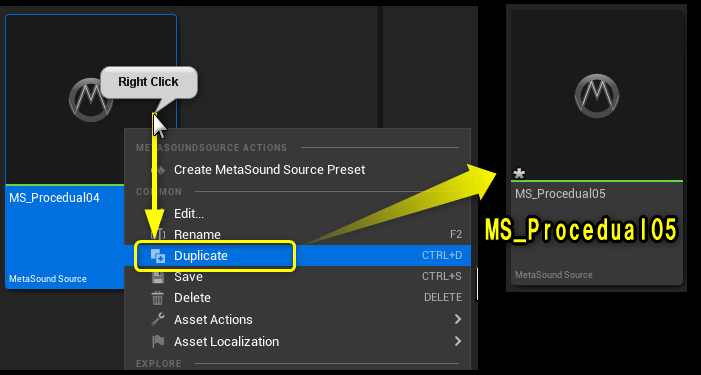 Right Click
METASOUNDSOURCE ACTIONS
Create MetaSound Source Preset
COMMON
Edit...
Rename F2
Duplicate CTRL+D
Save CTRL+S
Delete DELETE
Asset Actions
Asset Localization
EXPLORE
MS_Procedual04
MetaSound Source
*
MS_Procedual05
MS_Procedual05
MetaSound Source